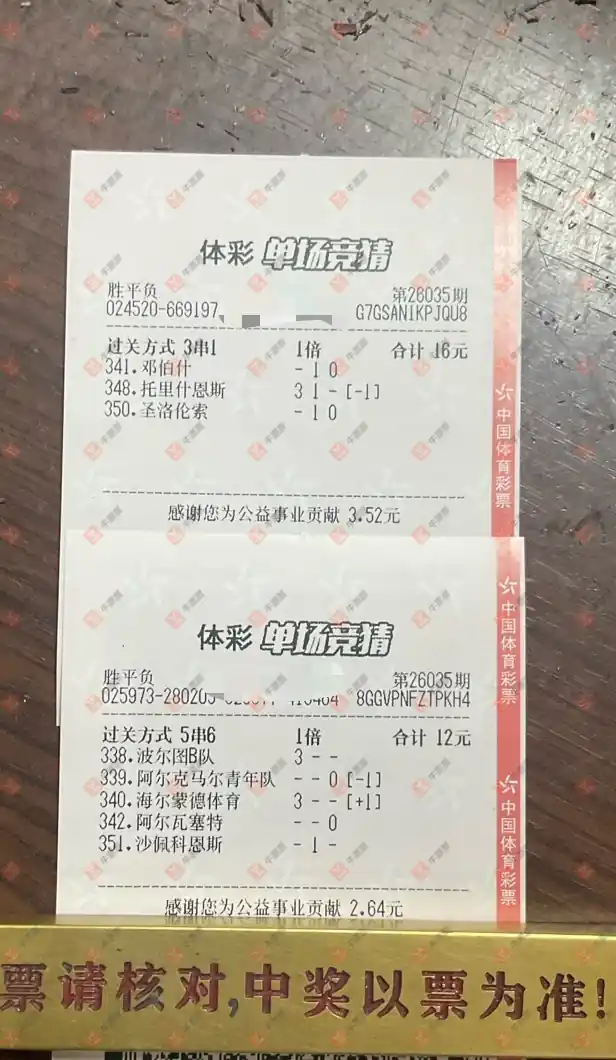 体彩 单场竞猜
胜平负 第26035期
024520-669197 G7GSAN1KPJQU8
过关方式 3串1 1倍 合计 16元
341.邓伯什 - 1 0
348.托里什恩斯 3 1 - [-1]
350.圣洛伦索 - 1 0
感谢您为公益事业贡献 3.52元
中国体育彩票
体彩 单场竞猜
胜平负 第26035期
025973-280205 8GGVPNFZTPKH4
过关方式 5串6 1倍 合计 12元
338.波尔图B队 3 - -
339.阿尔克马尔青年队 - - 0 [-1]
340.海尔蒙德体育 3 - - [+1]
342.阿尔瓦塞特 - - 0
351.沙佩科恩斯 - 1 -
感谢您为公益事业贡献 2.64元
中国体育彩票
中国体育彩票
票请核对,中奖以票为准!